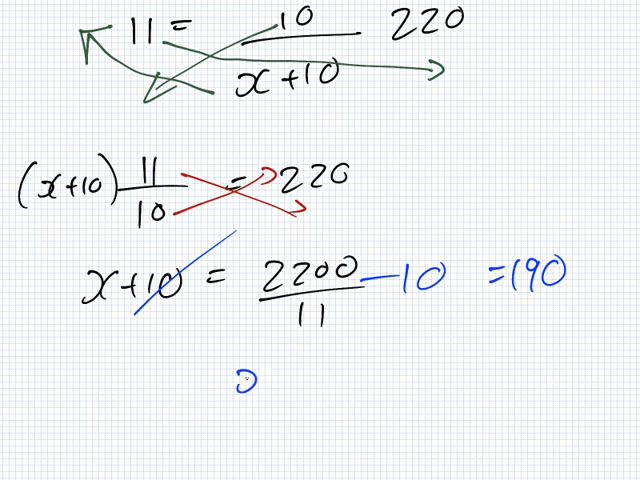 11 = 10/(x+10) 220
(x+10) 11/10 = 220
x+10 = 2200/11 -10 =190